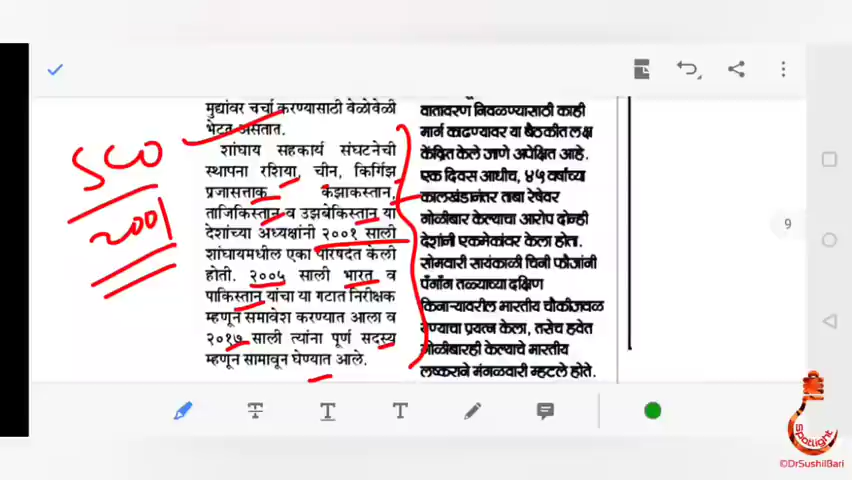 मुद्यांवर चर्चा करण्यासाठी वेळोवेळी
भेटत असतात.
शांघाय सहकार्य संघटनेची
स्थापना रशिया, चीन, किर्गिझ
प्रजासत्ताक, कझाकस्तान,
ताजिकिस्तान व उझबेकिस्तान या
देशांच्या अध्यक्षांनी २००१ साली
शांघायमधील एका परिषदेत केली
होती. २००५ साली भारत व
पाकिस्तान यांचा या गटात निरीक्षक
म्हणून समावेश करण्यात आला व
२०१७ साली त्यांना पूर्ण सदस्य
म्हणून सामावून घेण्यात आले.
वातावरण निवळण्यासाठी काही
मार्ग काढण्यावर या बैठकीत लक्ष
केंद्रित केले जाणे अपेक्षित आहे.
एक दिवस आधीच, ४५ वर्षांच्या
कालखंडानंतर ताबा रेषेवर
गोळीबार केल्याचा आरोप दोन्ही
देशांनी एकमेकांवर केला होता.
सोमवारी सायंकाळी चिनी फौजांनी
पँगाँग तळ्याच्या दक्षिण
किनाऱ्यावरील भारतीय चौकीजवळ
येण्याचा प्रयत्न केला, तसेच हवेत
गोळीबारही केल्याचे भारतीय
लष्कराने मंगळवारी म्हटले होते.
SCO
2001
9
T
T
T
Spotlight
©DrSushilBari